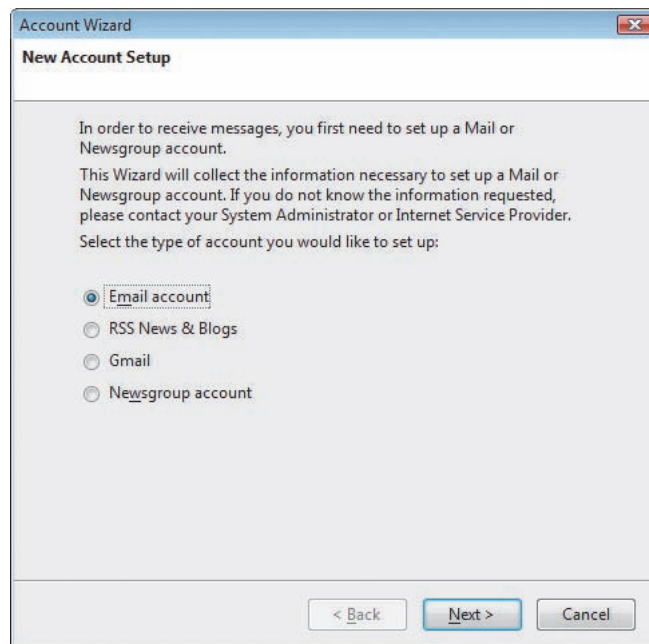 Account Wizard
New Account Setup
In order to receive messages, you first need to set up a Mail or
Newsgroup account.
This Wizard will collect the information necessary to set up a Mail or
Newsgroup account. If you do not know the information requested,
please contact your System Administrator or Internet Service Provider.
Select the type of account you would like to set up:
Email account
RSS News & Blogs
Gmail
Newsgroup account
< Back Next > Cancel